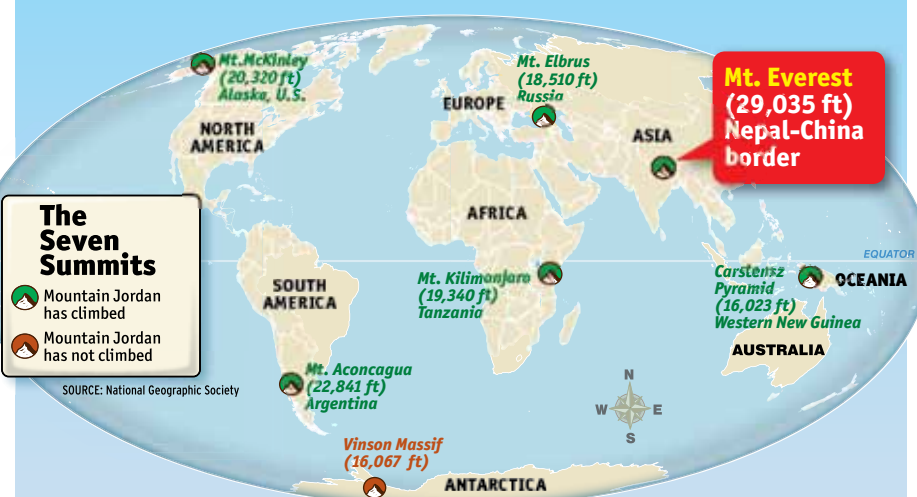 Mt.McKinley
(20,320 ft)
Alaska, U.S.
Mt. Elbrus
(18,510 ft)
Russia
Mt. Everest
(29,035 ft)
Nepal-China
border
EUROPE
NORTH
AMERICA
ASIA
The
Seven
Summits
Mountain Jordan
has climbed
Mountain Jordan
has not climbed
AFRICA
EQUATOR
SOUTH
AMERICA
Mt. Kilimanjaro
(19,340 ft)
Tanzania
Carstensz
Pyramid
(16,023 ft)
Western New Guinea
OCEANIA
AUSTRALIA
Mt. Aconcagua
(22,841 ft)
Argentina
SOURCE: National Geographic Society
N
W E
S
Vinson Massif
(16,067 ft)
ANTARCTICA